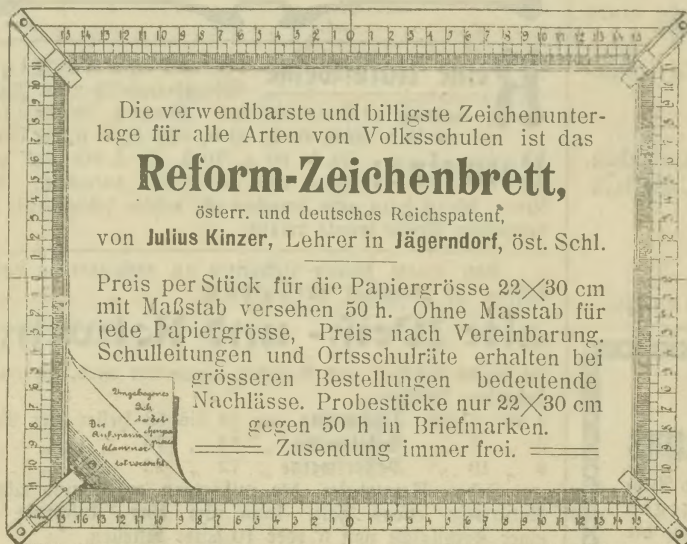 Die verwendbarste und billigste Zeichenunter-
lage für alle Arten von Volksschulen ist das
Reform-Zeichenbrett,
österr. und deutsches Reichspatent,
von Julius Kinzer, Lehrer in Jägerndorf, öst. Schl.
Preis per Stück für die Papiergrösse 22×30 cm
mit Maßstab versehen 50 h. Ohne Masstab für
jede Papiergrösse, Preis nach Vereinbarung.
Schulleitungen und Ortsschulräte erhalten bei
grösseren Bestellungen bedeutende
Nachlässe. Probestücke nur 22×30 cm
gegen 50 h in Briefmarken.
Zusendung immer frei.
Umgebogenes
Die